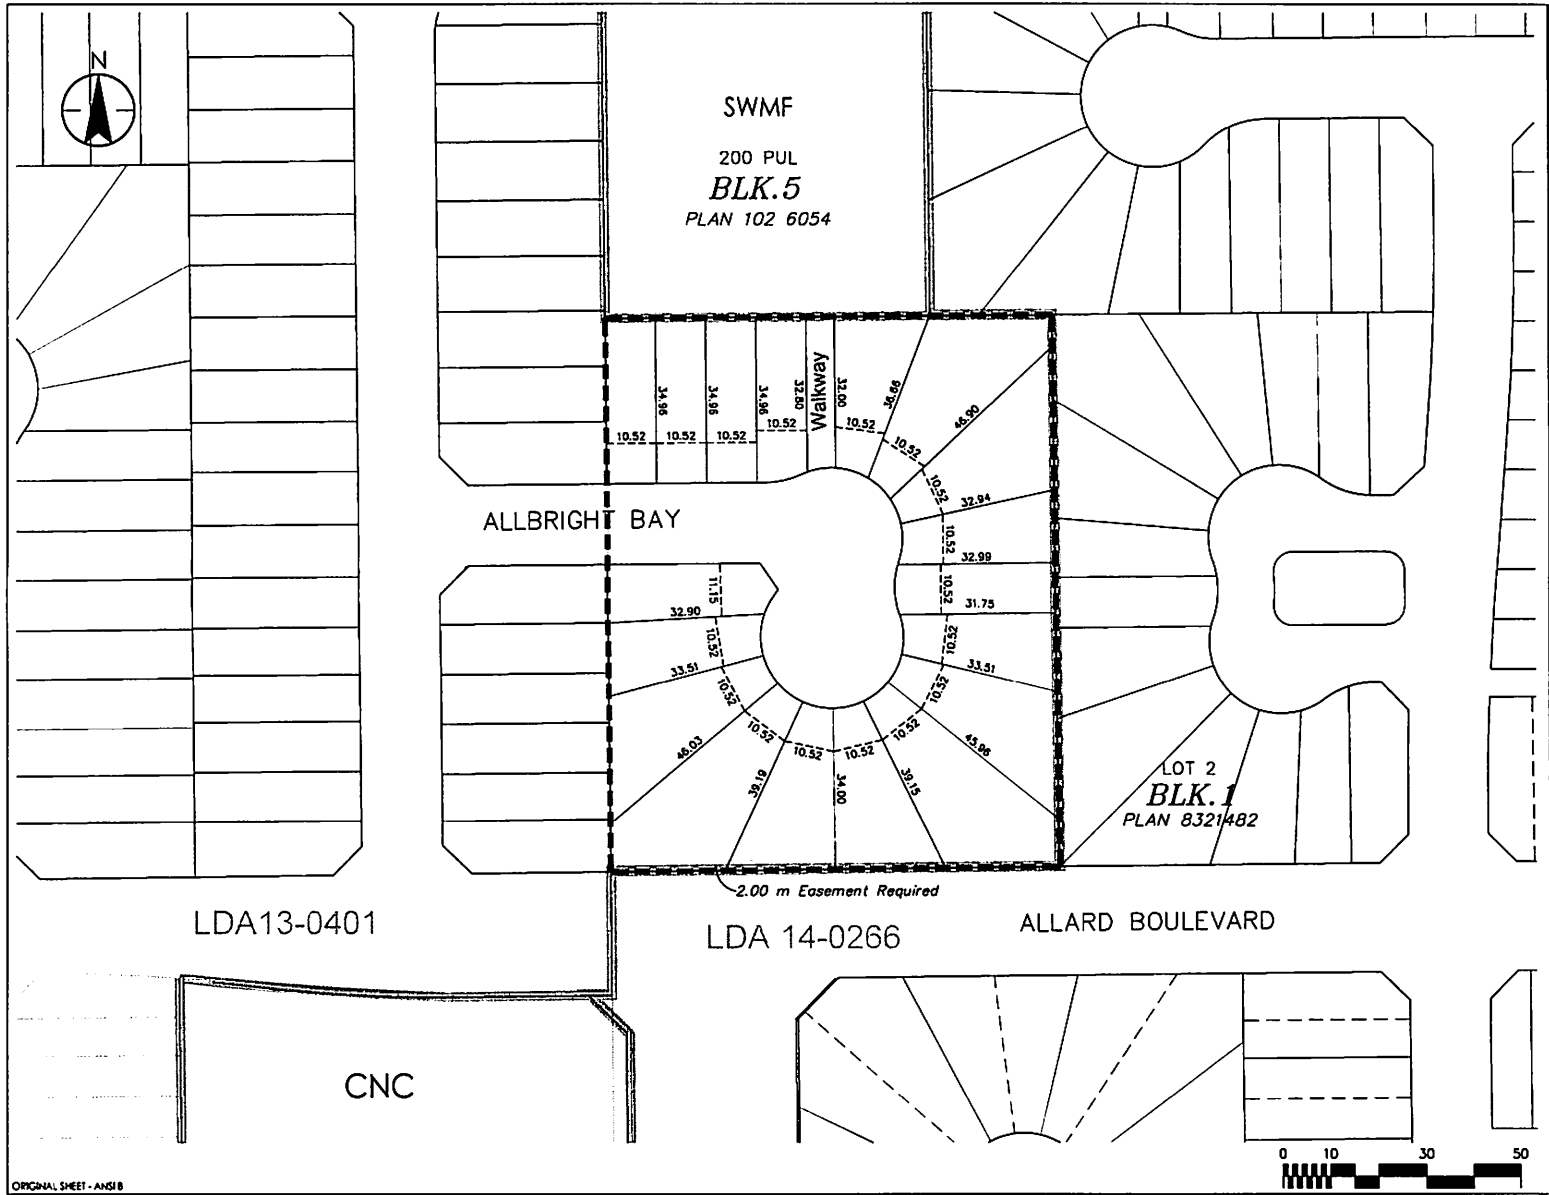 N
SWMF
200 PUL
BLK.5
PLAN 102 6054
34.96
34.96
34.96
32.80
Walkway
32.00
36.66
46.90
10.52
10.52
10.52
10.52
10.52
10.52
10.52
32.94
10.52
32.99
10.52
31.75
ALLBRIGHT BAY
11.15
32.90
10.52
10.52
33.51
33.51
10.52
10.52
10.52
10.52
10.52
10.52
46.03
45.96
39.19
34.00
39.15
LOT 2
BLK.1
PLAN 8321482
2.00 m Easement Required
LDA13-0401
LDA 14-0266
ALLARD BOULEVARD
CNC
0 10 30 50
ORIGINAL SHEET - ANSI B